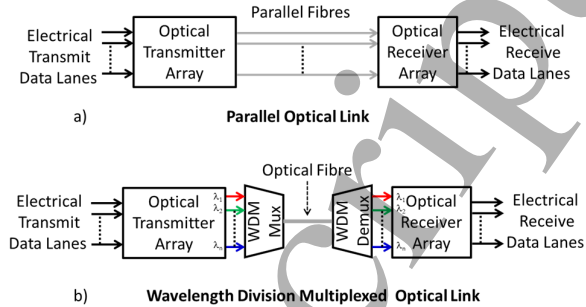 Parallel Fibres
Electrical
Transmit
Data Lanes
Optical
Transmitter
Array
Optical
Receiver
Array
Electrical
Receive
Data Lanes
a)
Parallel Optical Link
Optical Fibre
Electrical
Transmit
Data Lanes
Optical
Transmitter
Array
λ1
λ2
λn
WDM
Mux
WDM
Demux
λ1
λ2
λn
Optical
Receiver
Array
Electrical
Receive
Data Lanes
b)
Wavelength Division Multiplexed Optical Link